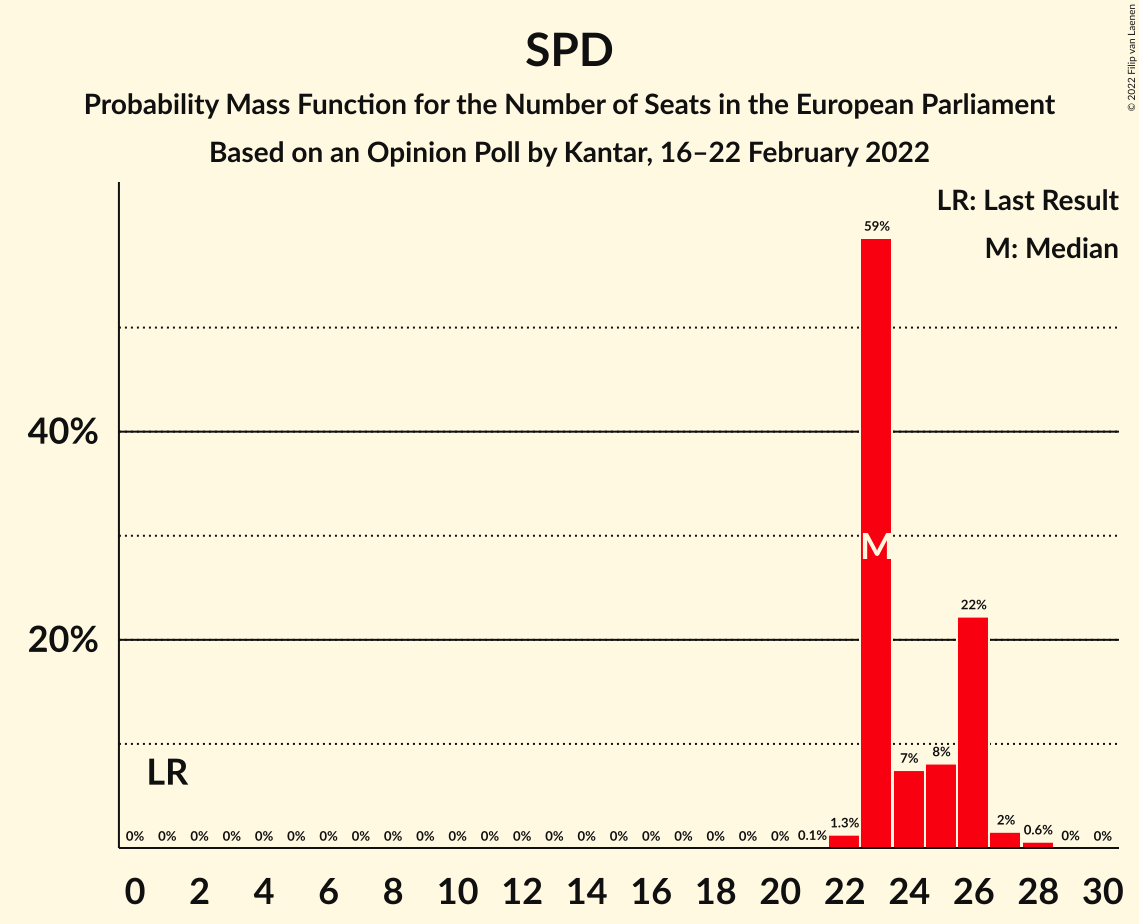 SPD
Probability Mass Function for the Number of Seats in the European Parliament
Based on an Opinion Poll by Kantar, 16–22 February 2022
© 2022 Filip van Laenen
LR: Last Result
M: Median
59%
40%
M
22%
20%
LR
7%
8%
0% 0% 0% 0% 0% 0% 0% 0% 0% 0% 0% 0% 0% 0% 0% 0% 0% 0% 0% 0% 0% 0.1% 1.3% 2% 0.6% 0% 0%
0 2 4 6 8 10 12 14 16 18 20 22 24 26 28 30